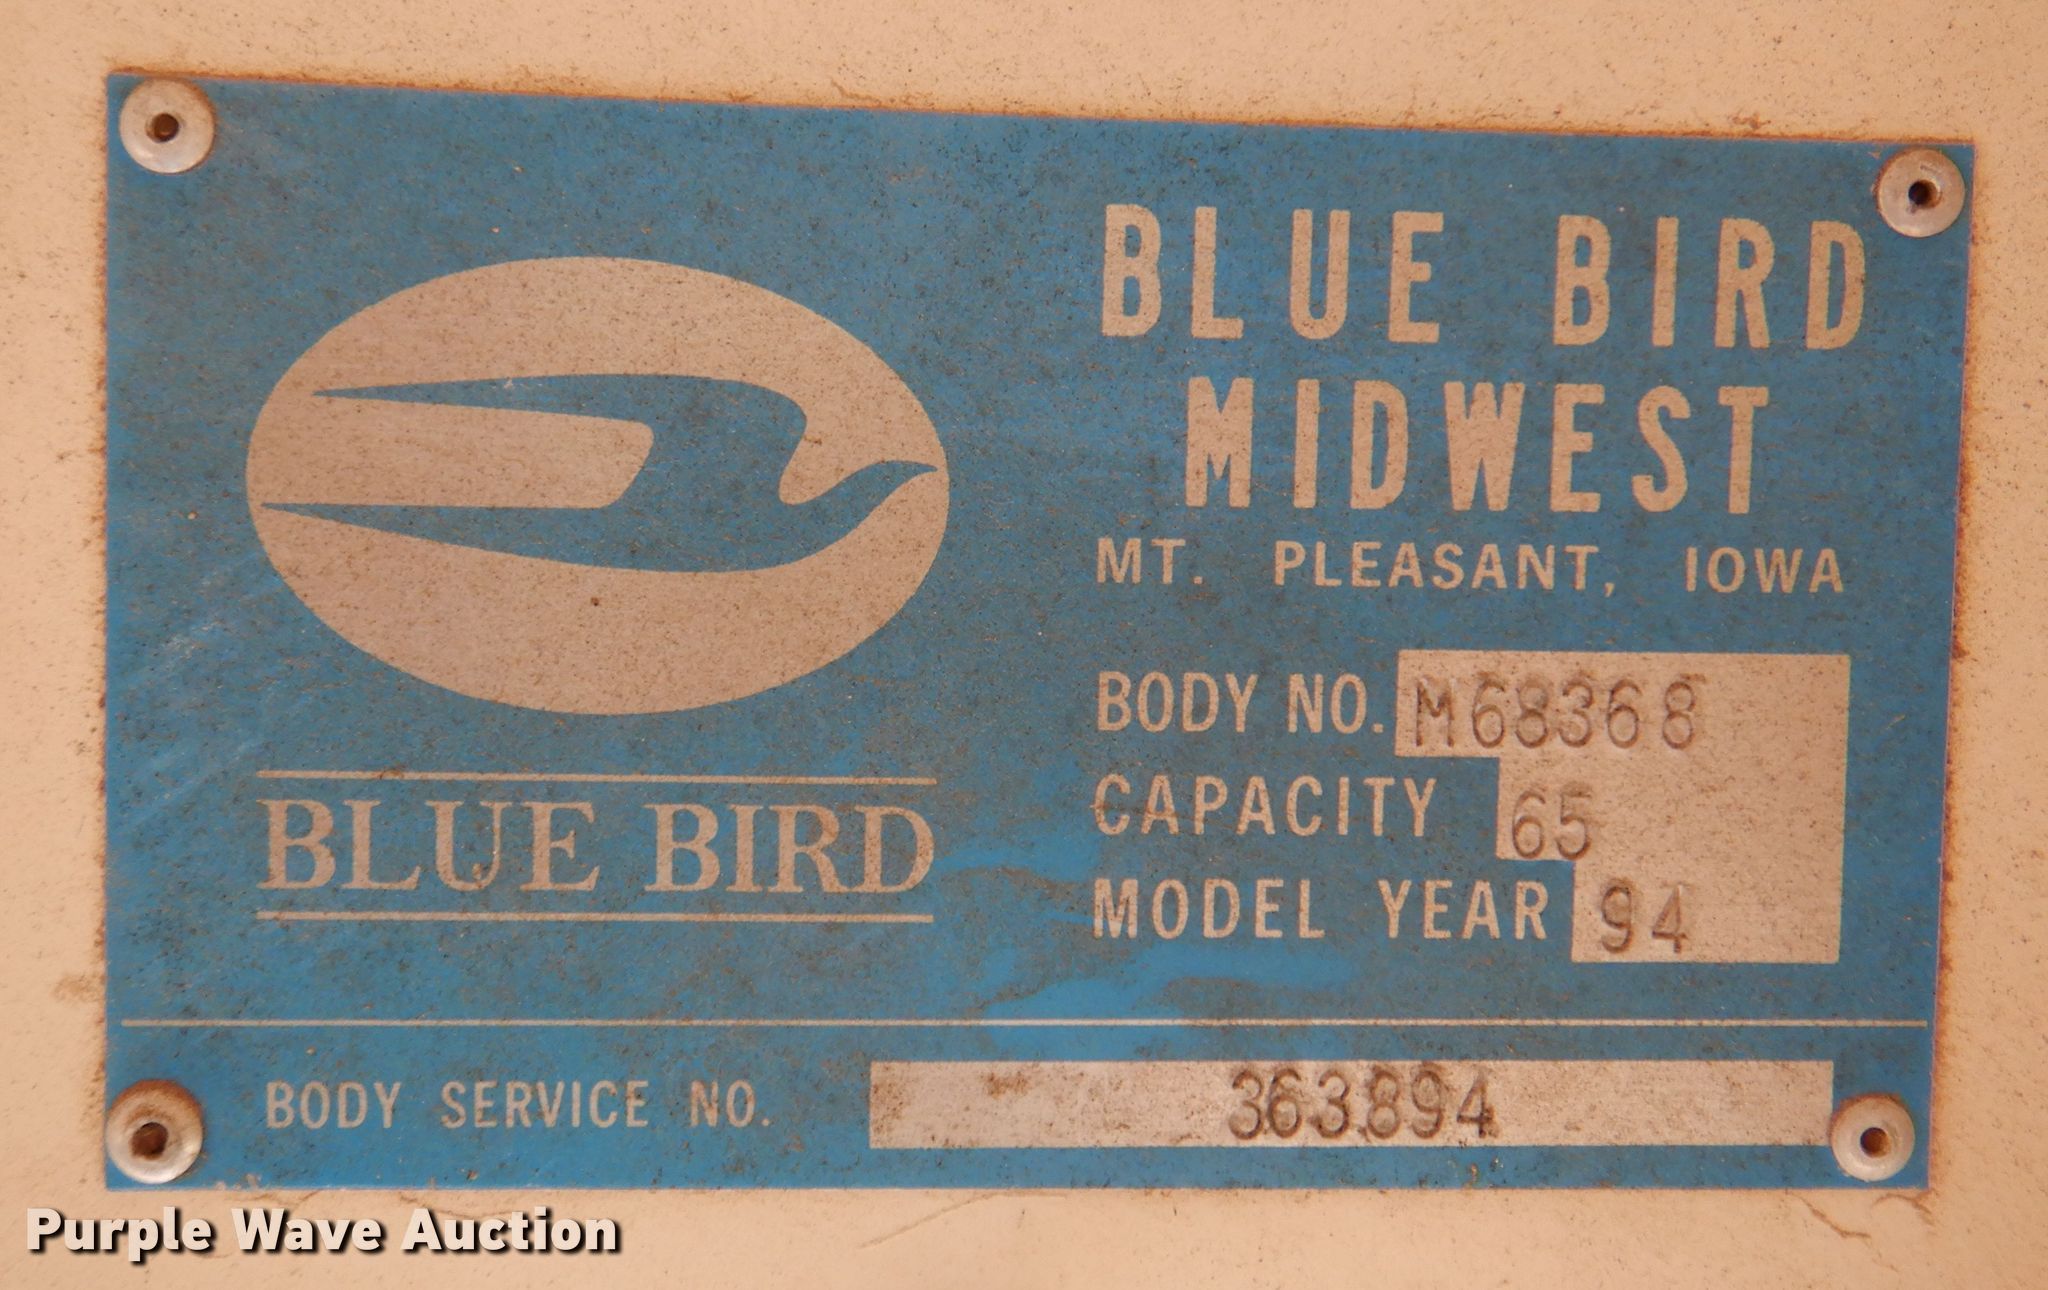 BLUE BIRD
MIDWEST
MT. PLEASANT, IOWA
BODY NO. M68368
CAPACITY 65
MODEL YEAR 94
BLUE BIRD
BODY SERVICE NO. 363894
Purple Wave Auction